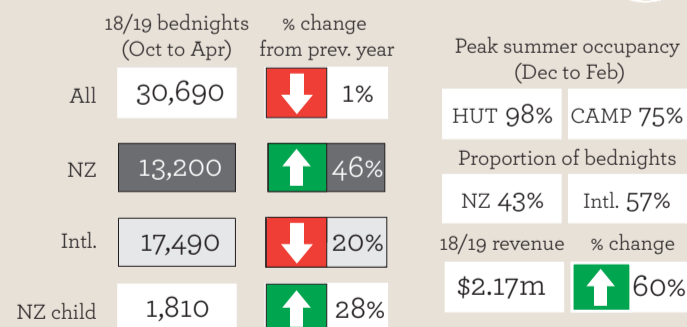 18/19 bednights
(Oct to Apr)
% change
from prev. year
All 30,690 1%
NZ 13,200 46%
Intl. 17,490 20%
NZ child 1,810 28%
Peak summer occupancy
(Dec to Feb)
HUT 98% CAMP 75%
Proportion of bednights
NZ 43% Intl. 57%
18/19 revenue % change
$2.17m 60%